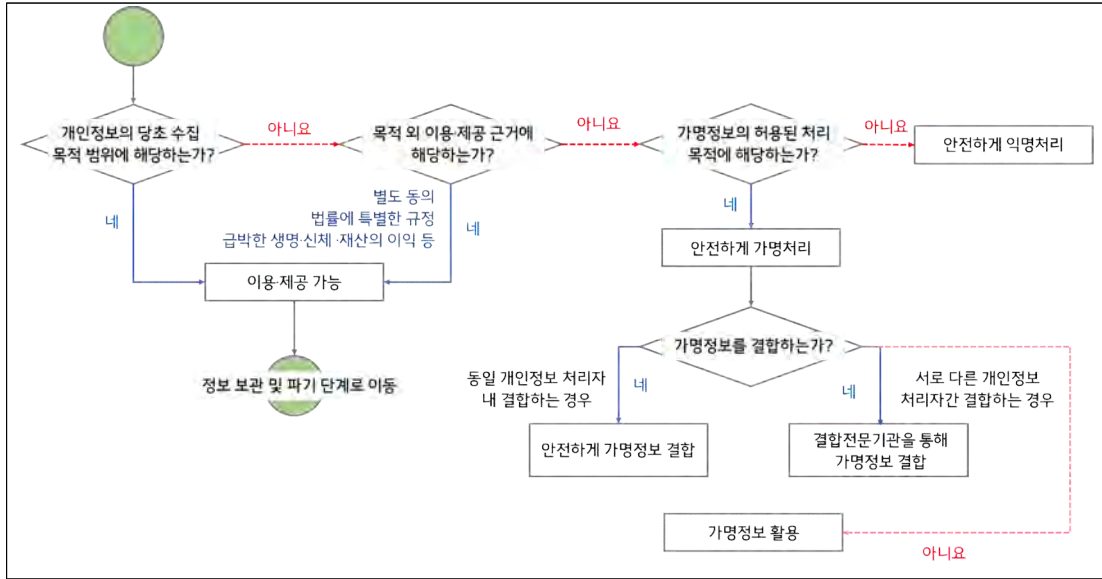 개인정보의 당초 수집
목적 범위에 해당하는가?
아니요
목적 외 이용·제공 근거에
해당하는가?
아니요
가명정보의 허용된 처리
목적에 해당하는가?
아니요
안전하게 익명처리
네
별도 동의
법률에 특별한 규정
급박한 생명·신체 ·재산의 이익 등
네
네
안전하게 가명처리
이용·제공 가능
가명정보를 결합하는가?
정보 보관 및 파기 단계로 이동
동일 개인정보 처리자
내 결합하는 경우
네
네
서로 다른 개인정보
처리자간 결합하는 경우
안전하게 가명정보 결합
결합전문기관을 통해
가명정보 결합
가명정보 활용
아니요